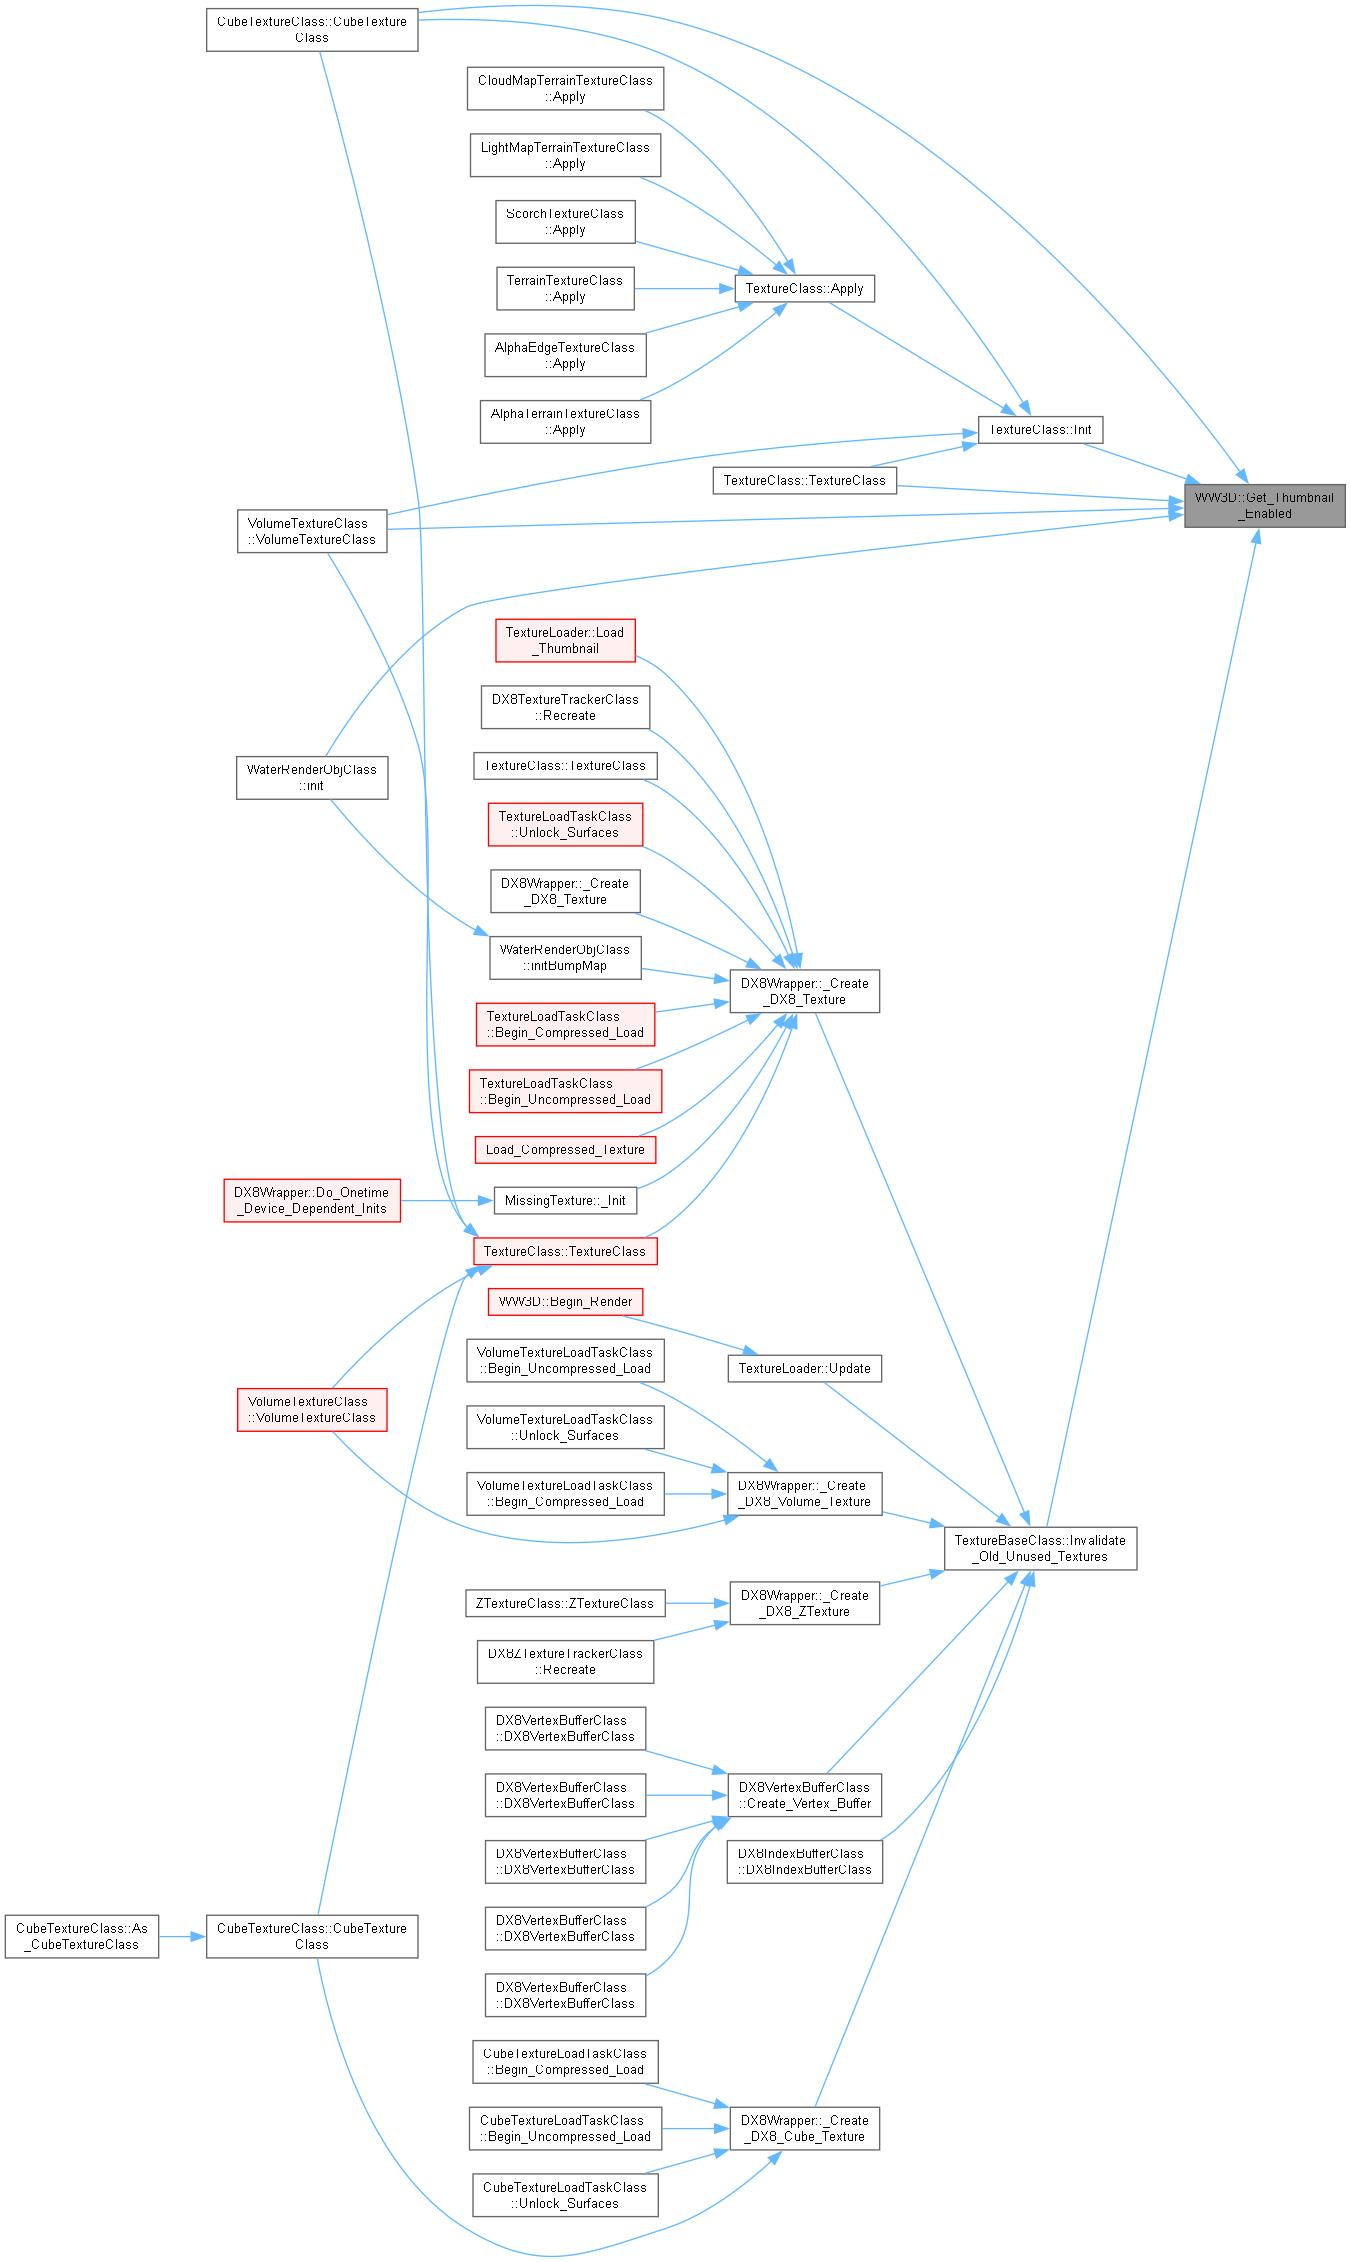 CubeTextureClass::CubeTexture
Class
CloudMapTerrainTextureClass
::Apply
LightMapTerrainTextureClass
::Apply
ScorchTextureClass
::Apply
TerrainTextureClass
::Apply
AlphaEdgeTextureClass
::Apply
AlphaTerrainTextureClass
::Apply
TextureClass::Apply
TextureClass::Init
TextureClass::TextureClass
WW3D::Get_Thumbnail
_Enabled
VolumeTextureClass
::VolumeTextureClass
TextureLoader::Load
_Thumbnail
DX8TextureTrackerClass
::Recreate
TextureClass::TextureClass
WaterRenderObjClass
::init
TextureLoadTaskClass
::Unlock_Surfaces
DX8Wrapper::_Create
_DX8_Texture
WaterRenderObjClass
::initBumpMap
DX8Wrapper::_Create
_DX8_Texture
TextureLoadTaskClass
::Begin_Compressed_Load
TextureLoadTaskClass
::Begin_Uncompressed_Load
Load_Compressed_Texture
DX8Wrapper::Do_Onetime
_Device_Dependent_Inits
MissingTexture::_Init
TextureClass::TextureClass
WW3D::Begin_Render
VolumeTextureLoadTaskClass
::Begin_Uncompressed_Load
TextureLoader::Update
VolumeTextureClass
::VolumeTextureClass
VolumeTextureLoadTaskClass
::Unlock_Surfaces
VolumeTextureLoadTaskClass
::Begin_Compressed_Load
DX8Wrapper::_Create
_DX8_Volume_Texture
TextureBaseClass::Invalidate
_Old_Unused_Textures
ZTextureClass::ZTextureClass
DX8Wrapper::_Create
_DX8_ZTexture
DX8ZTextureTrackerClass
::Recreate
DX8VertexBufferClass
::DX8VertexBufferClass
DX8VertexBufferClass
::DX8VertexBufferClass
DX8VertexBufferClass
::Create_Vertex_Buffer
DX8VertexBufferClass
::DX8VertexBufferClass
DX8IndexBufferClass
::DX8IndexBufferClass
DX8VertexBufferClass
::DX8VertexBufferClass
CubeTextureClass::As
_CubeTextureClass
CubeTextureClass::CubeTexture
Class
DX8VertexBufferClass
::DX8VertexBufferClass
CubeTextureLoadTaskClass
::Begin_Compressed_Load
CubeTextureLoadTaskClass
::Begin_Uncompressed_Load
DX8Wrapper::_Create
_DX8_Cube_Texture
CubeTextureLoadTaskClass
::Unlock_Surfaces